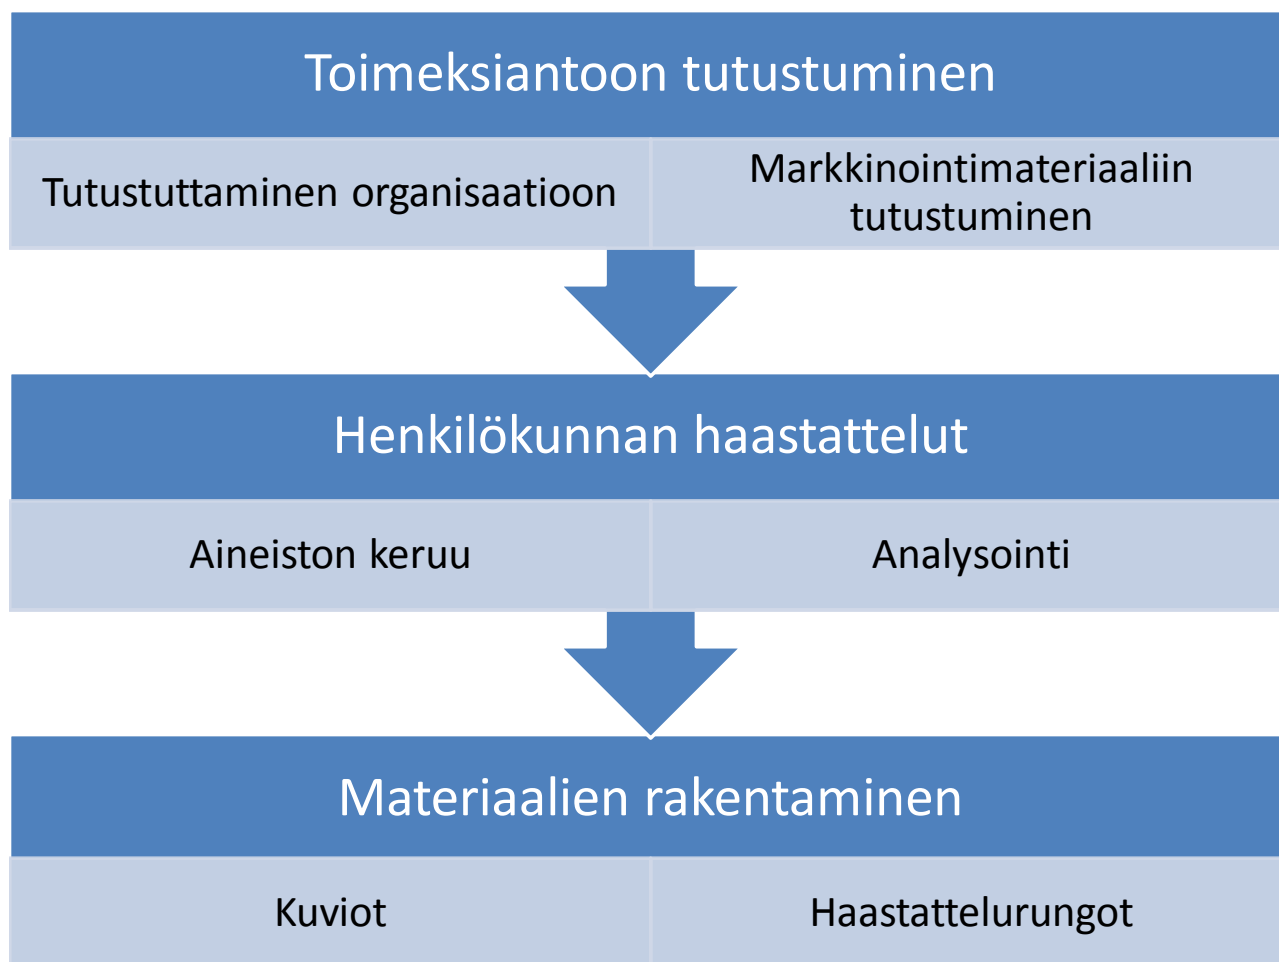 Toimeksiantoon tutustuminen
Tutustuttaminen organisaatioon
Markkinointimateriaaliin
tutustuminen
Henkilökunnan haastattelut
Aineiston keruu
Analysointi
Materiaalien rakentaminen
Kuviot
Haastattelurungot